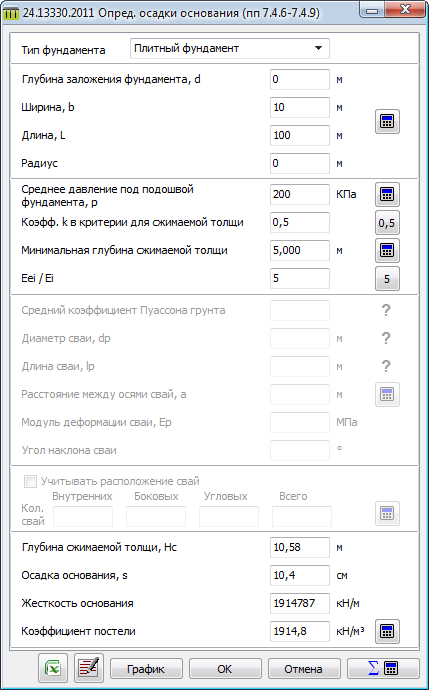 24.13330.2011 Опред. осадки основания (пп 7.4.6-7.4.9)
Тип фундамента Плитный фундамент
Глубина заложения фундамента, d 0 м
Ширина, b 10 м
Длина, L 100 м
Радиус 0 м
Среднее давление под подошвой
фундамента, p 200 КПа
Коэфф. k в критерии для сжимаемой толщи 0,5 0,5
Минимальная глубина сжимаемой толщи 5,000 м
Eei / Ei 5 5
Средний коэффициент Пуассона грунта ?
Диаметр сваи, dp м ?
Длина сваи, lp м ?
Расстояние между осями свай, a м
Модуль деформации сваи, Ep МПа
Угол наклона сваи °
Учитывать расположение свай
Внутренних Боковых Угловых Всего
Кол.
свай
Глубина сжимаемой толщи, Hc 10,58 м
Осадка основания, s 10,4 см
Жесткость основания 1914787 кН/м
Коэффициент постели 1914,8 кН/м³
График OK Отмена Σ